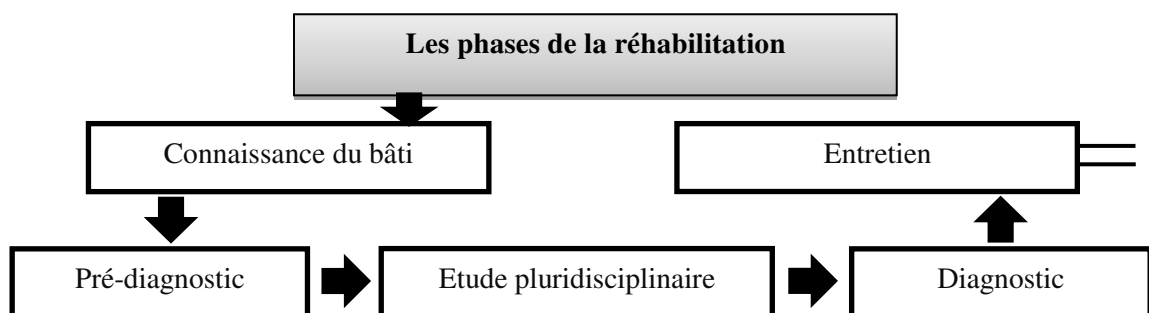 Les phases de la réhabilitation
Connaissance du bâti
Entretien
Pré-diagnostic
Etude pluridisciplinaire
Diagnostic